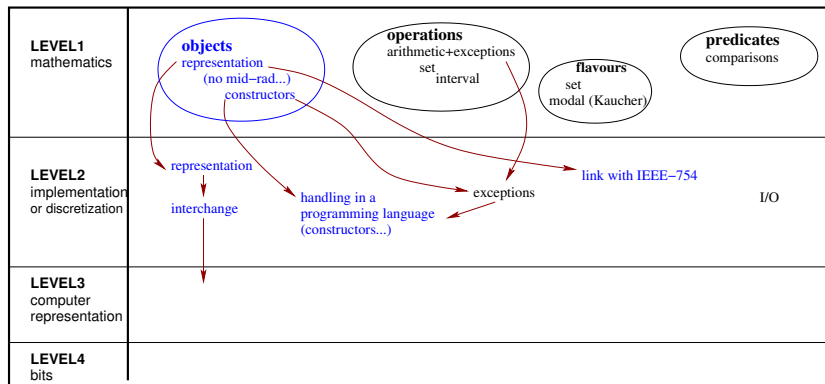 LEVEL1
mathematics
objects
representation
(no mid-rad...)
constructors
operations
arithmetic+exceptions
set
interval
flavours
set
modal (Kaucher)
predicates
comparisons
LEVEL2
implementation
or discretization
representation
interchange
handling in a
programming language
(constructors...)
exceptions
link with IEEE-754
I/O
LEVEL3
computer
representation
LEVEL4
bits